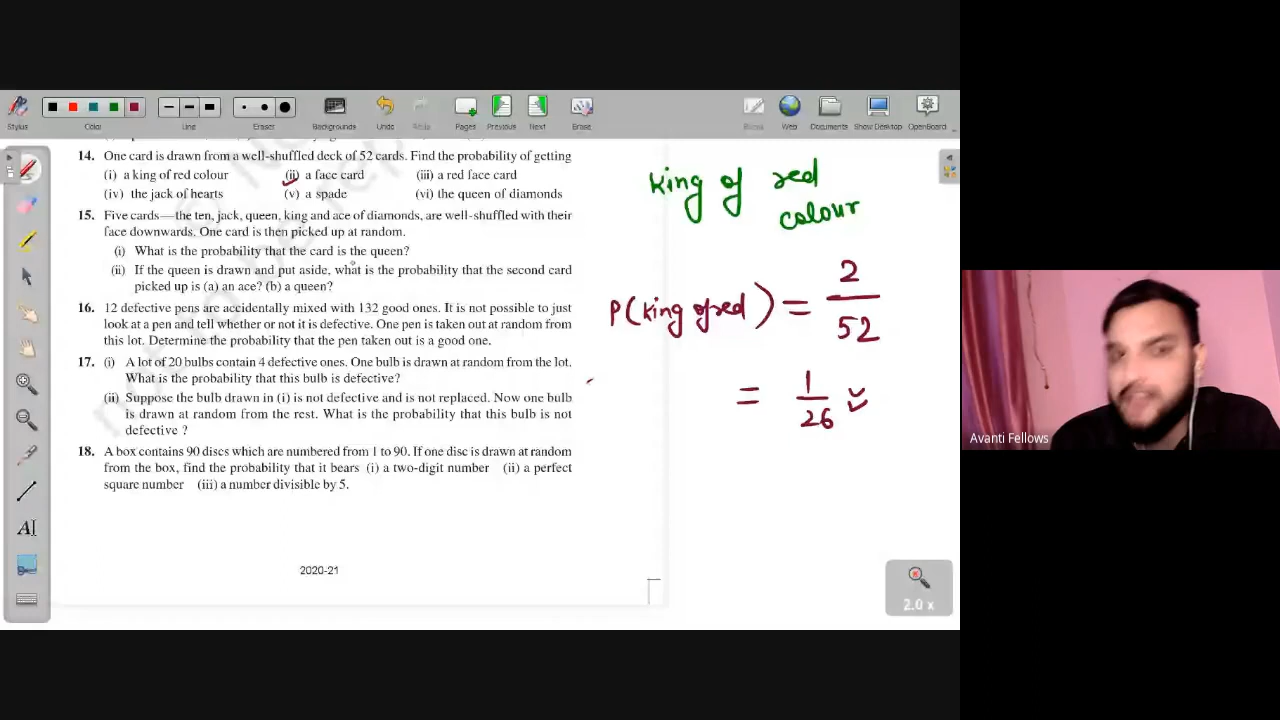 Stylus
Color
Line
Eraser
Backgrounds
Undo
Pages
Previous
Next
Erase
Web
Documents
Show Desktop
OpenBoard
14. One card is drawn from a well-shuffled deck of 52 cards. Find the probability of getting
(i) a king of red colour (ii) a face card (iii) a red face card
(iv) the jack of hearts (v) a spade (vi) the queen of diamonds
15. Five cards—the ten, jack, queen, king and ace of diamonds, are well-shuffled with their
face downwards. One card is then picked up at random.
(i) What is the probability that the card is the queen?
(ii) If the queen is drawn and put aside, what is the probability that the second card
picked up is (a) an ace? (b) a queen?
16. 12 defective pens are accidentally mixed with 132 good ones. It is not possible to just
look at a pen and tell whether or not it is defective. One pen is taken out at random from
this lot. Determine the probability that the pen taken out is a good one.
17. (i) A lot of 20 bulbs contain 4 defective ones. One bulb is drawn at random from the lot.
What is the probability that this bulb is defective?
(ii) Suppose the bulb drawn in (i) is not defective and is not replaced. Now one bulb
is drawn at random from the rest. What is the probability that this bulb is not
defective ?
18. A box contains 90 discs which are numbered from 1 to 90. If one disc is drawn at random
from the box, find the probability that it bears (i) a two-digit number (ii) a perfect
square number (iii) a number divisible by 5.
2020-21
King of red
colour
P(King of red) = 2/52
= 1/26
2.0 x
Avanti Fellows